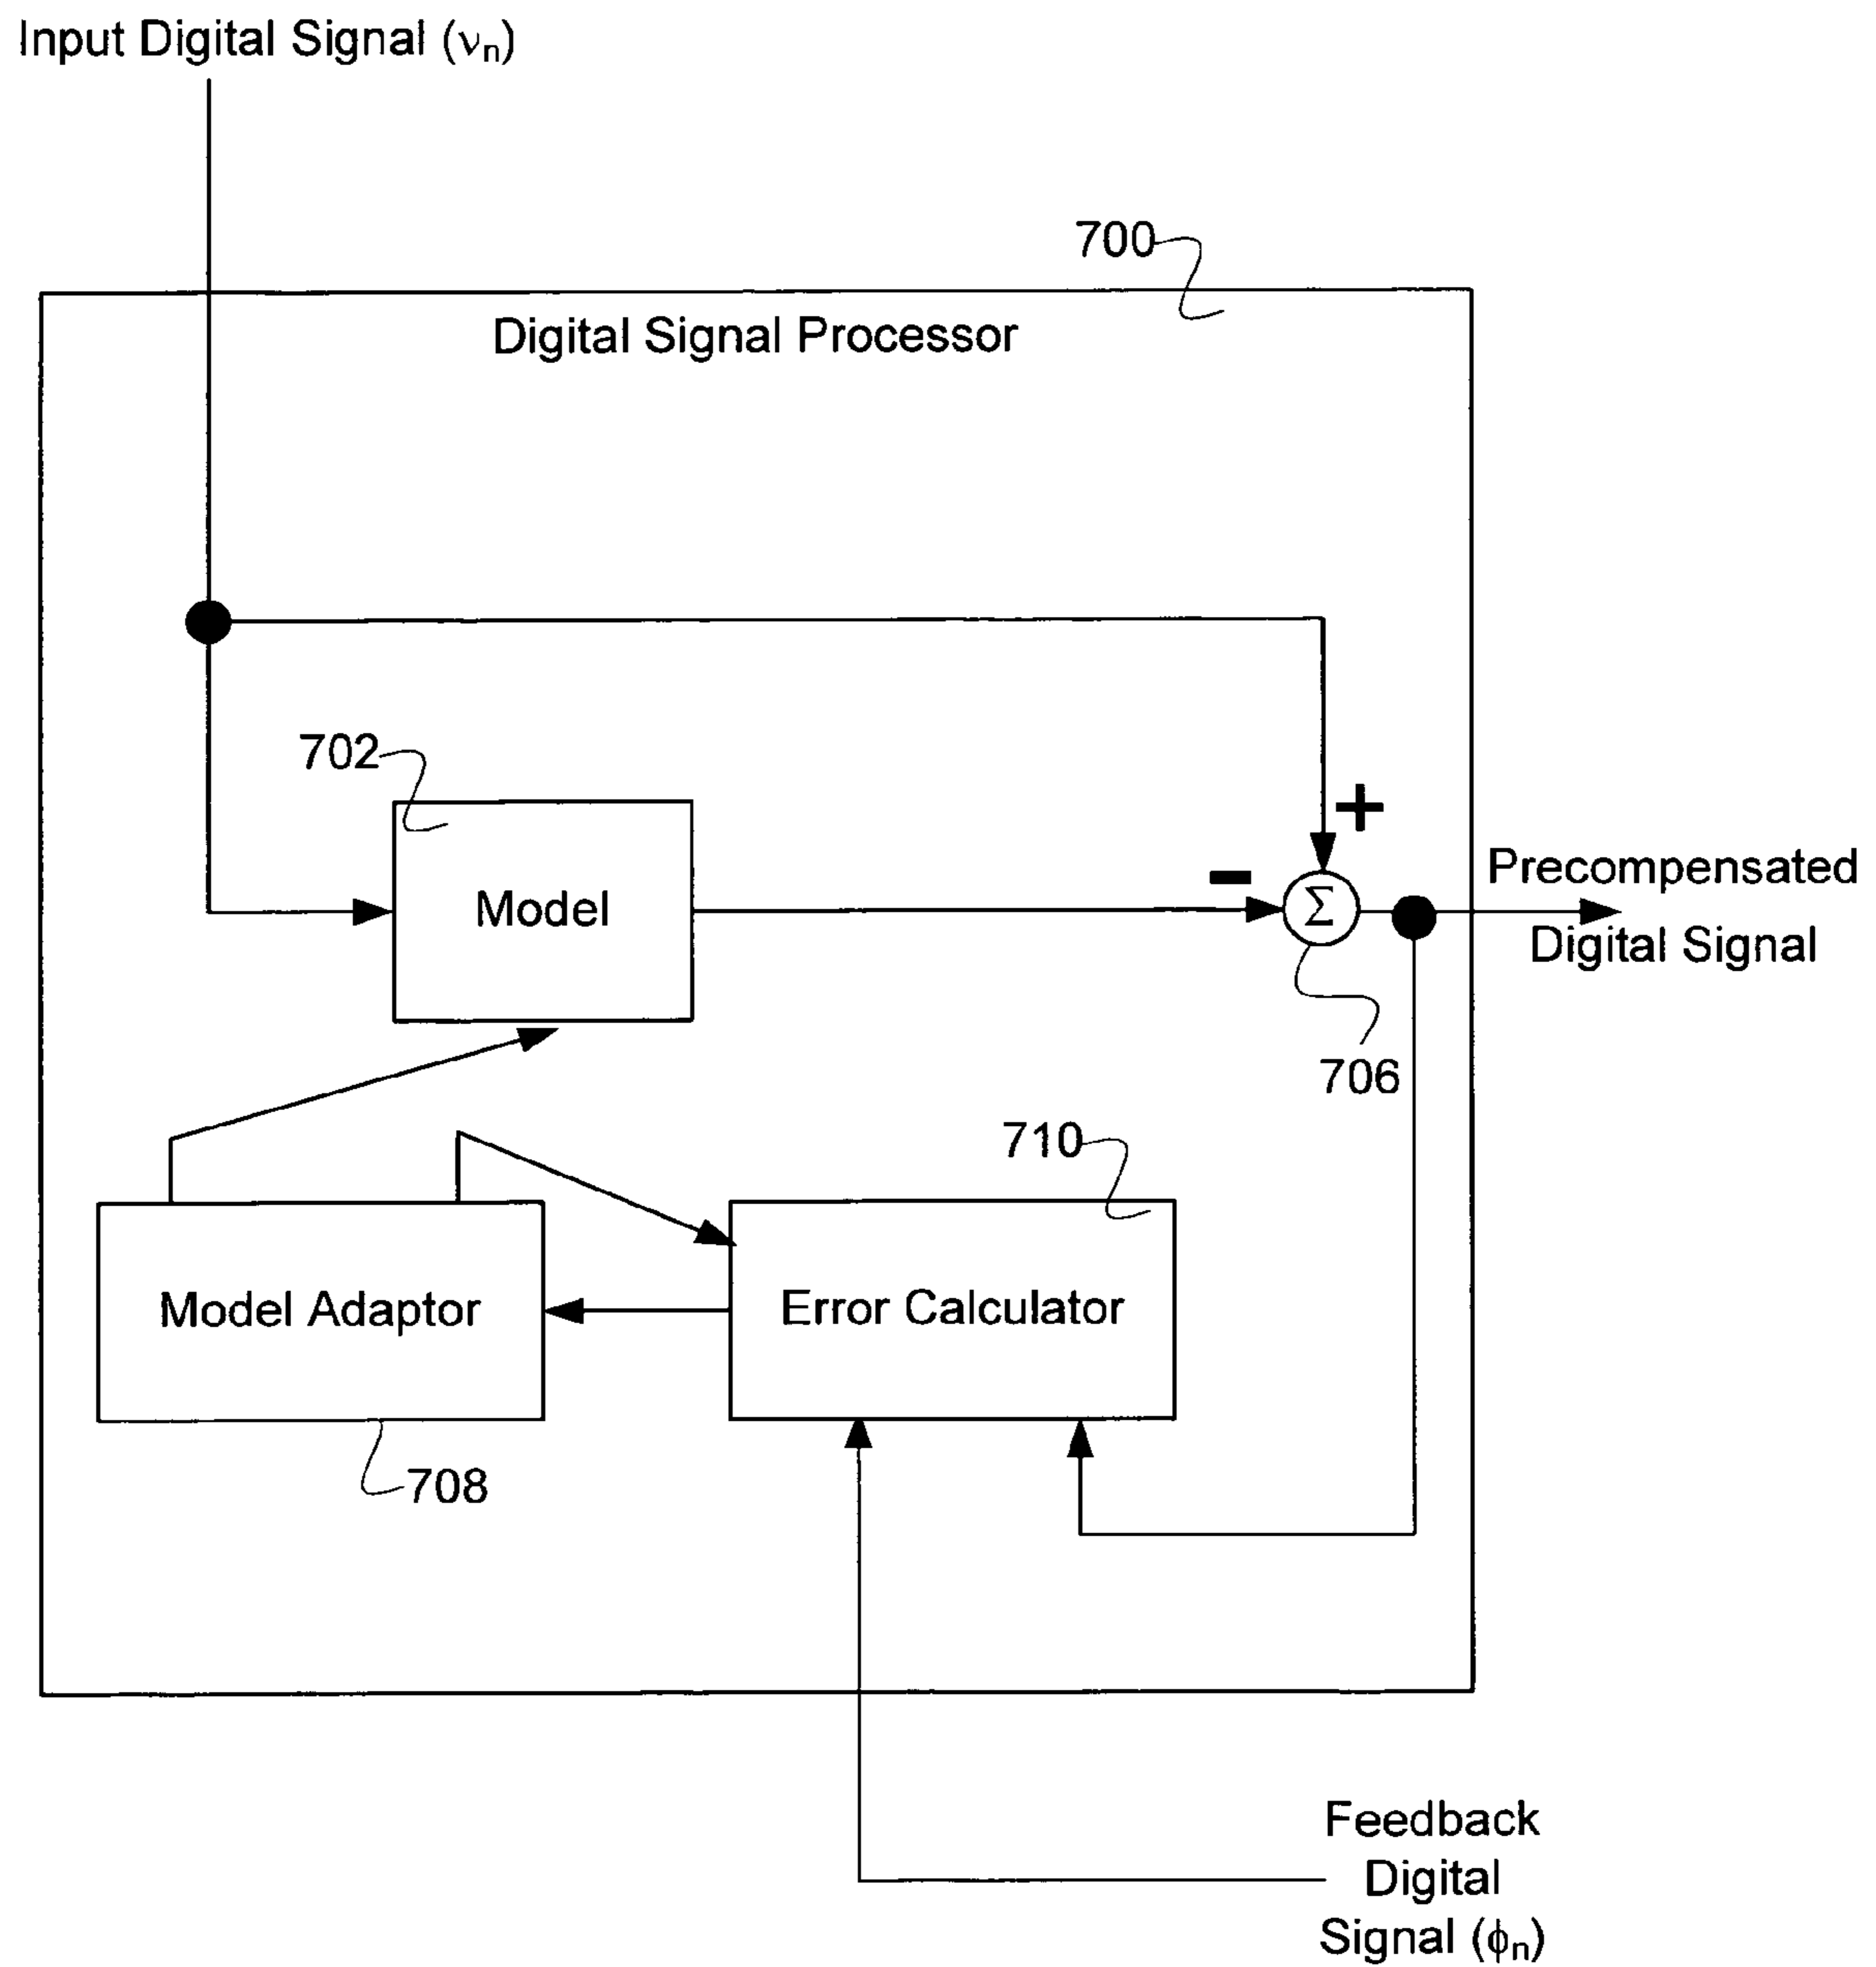 Input Digital Signal (νn)
700
Digital Signal Processor
702
+
-
Model
Σ
Precompensated
Digital Signal
706
710
Model Adaptor
Error Calculator
708
Feedback
Digital
Signal (ϕn)